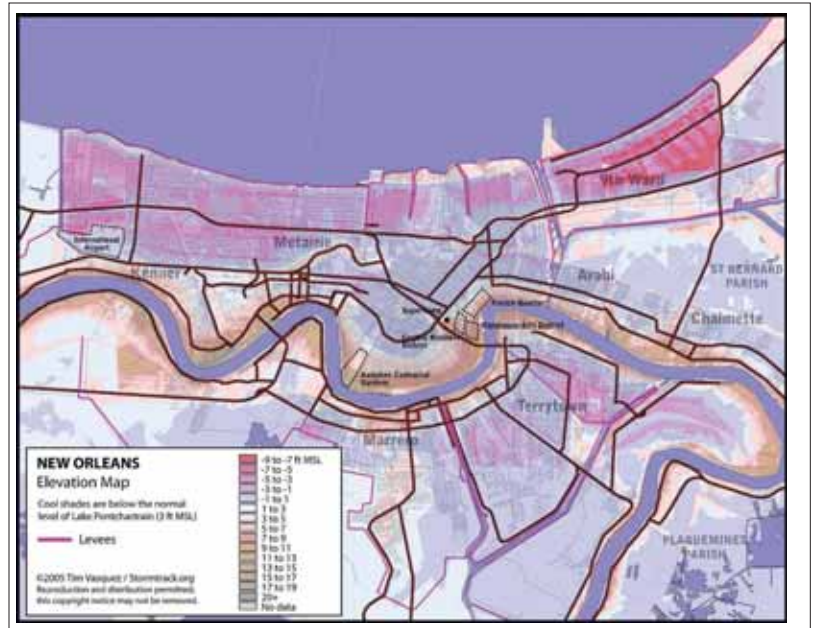 9th Ward
International
Airport
Metairie
Kenner
Arabi
ST BERNARD
PARISH
Chalmette
French Quarter
Terrytown
Marrero
PLAQUEMINES
PARISH
NEW ORLEANS
Elevation Map
Cool shades are below the normal
level of Lake Pontchartrain (3 ft MSL)
Levees
©2005 Tim Vasquez / Stormtrack.org
Reproduction and distribution permitted;
this copyright notice may not be removed.
-9 to -7 ft MSL
-7 to -5
-5 to -3
-3 to -1
-1 to 1
1 to 3
3 to 5
5 to 7
7 to 9
9 to 11
11 to 13
13 to 15
15 to 17
17 to 19
20+
No data